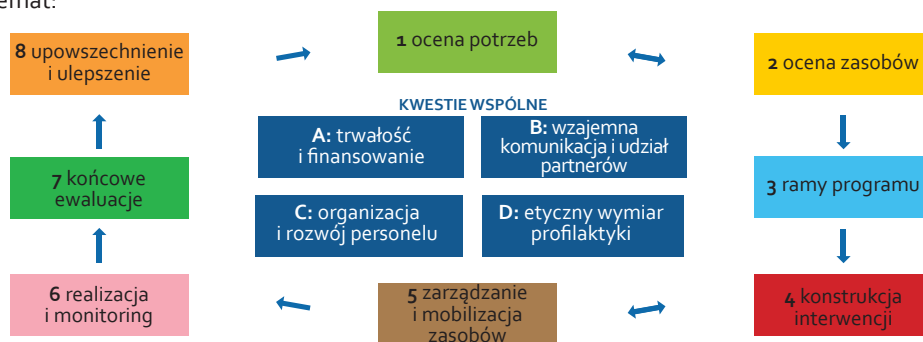 emat:
1 ocena potrzeb
8 upowszechnienie
i ulepszenie
2 ocena zasobów
KWESTIE WSPÓLNE
A: trwałość
i finansowanie
B: wzajemna
komunikacja i udział
partnerów
7 końcowe
ewaluacje
3 ramy programu
C: organizacja
i rozwój personelu
D: etyczny wymiar
profilaktyki
6 realizacja
i monitoring
5 zarządzanie
i mobilizacja
zasobów
4 konstrukcja
interwencji